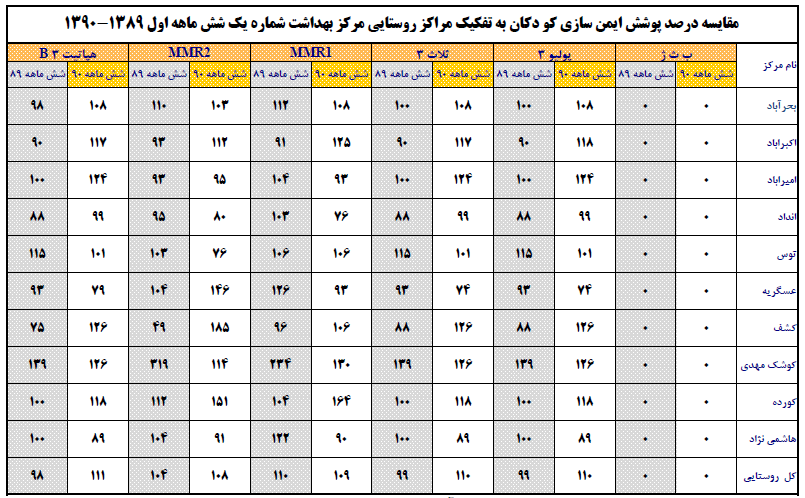 مقایسه درصد پوشش ایمن سازی کو دکان به تفکیک مراکز روستایی مرکز بهداشت شماره یک شش ماهه اول ۱۳۸۹-۱۳۹۰
نام مرکز ب ث ژ پولیو ۳ ثلاث ۳ MMR1 MMR2 هپاتیت B ۳
شش ماهه ۹۰ شش ماهه ۸۹ شش ماهه ۹۰ شش ماهه ۸۹ شش ماهه ۹۰ شش ماهه ۸۹ شش ماهه ۹۰ شش ماهه ۸۹ شش ماهه ۹۰ شش ماهه ۸۹ شش ماهه ۹۰ شش ماهه ۸۹
بحرآباد ۰ ۰ ۱۰۸ ۱۰۰ ۱۰۸ ۱۰۰ ۱۰۸ ۱۱۲ ۱۰۳ ۱۱۰ ۱۰۸ ۹۸
اکبراباد ۰ ۰ ۱۱۸ ۹۰ ۱۱۷ ۹۰ ۱۲۵ ۹۱ ۱۱۲ ۹۳ ۱۱۷ ۹۰
امیراباد ۰ ۰ ۱۲۴ ۱۰۰ ۱۲۴ ۱۰۰ ۹۳ ۱۰۴ ۹۵ ۹۳ ۱۲۴ ۱۰۰
انداد ۰ ۰ ۹۹ ۸۸ ۹۹ ۸۸ ۷۶ ۱۰۳ ۸۰ ۹۵ ۹۹ ۸۸
توس ۰ ۰ ۱۰۱ ۱۱۵ ۱۰۱ ۱۱۵ ۱۰۶ ۱۰۶ ۷۶ ۱۰۳ ۱۰۱ ۱۱۵
عسگریه ۰ ۰ ۷۴ ۹۳ ۷۴ ۹۳ ۹۳ ۱۲۶ ۱۴۶ ۱۰۴ ۷۹ ۹۳
کشف ۰ ۰ ۱۲۶ ۸۸ ۱۲۶ ۸۸ ۱۰۶ ۹۶ ۱۸۵ ۴۹ ۱۲۶ ۷۵
کوشک مهدی ۰ ۰ ۱۲۶ ۱۳۹ ۱۲۶ ۱۳۹ ۱۳۰ ۲۳۴ ۱۱۴ ۳۱۹ ۱۲۶ ۱۳۹
کورده ۰ ۰ ۱۱۸ ۱۰۰ ۱۱۸ ۱۰۰ ۱۶۴ ۱۰۴ ۱۵۱ ۱۱۲ ۱۱۸ ۱۰۰
هاشمی نژاد ۰ ۰ ۸۹ ۱۰۰ ۸۹ ۱۰۰ ۹۰ ۱۲۲ ۹۱ ۱۰۴ ۸۹ ۱۰۰
کل روستایی ۰ ۰ ۱۱۰ ۹۹ ۱۱۰ ۹۹ ۱۰۹ ۱۱۰ ۱۰۸ ۱۰۴ ۱۱۱ ۹۸